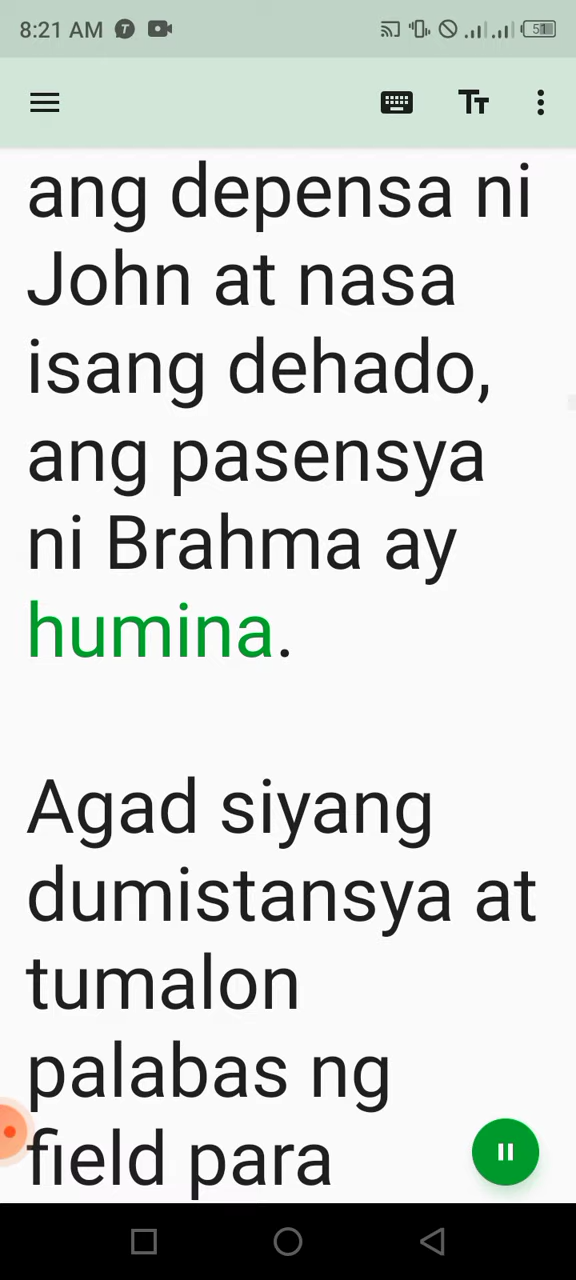 8:21 AM
51
ang depensa ni
John at nasa
isang dehado,
ang pasensya
ni Brahma ay
humina.
Agad siyang
dumistansya at
tumalon
palabas ng
field para